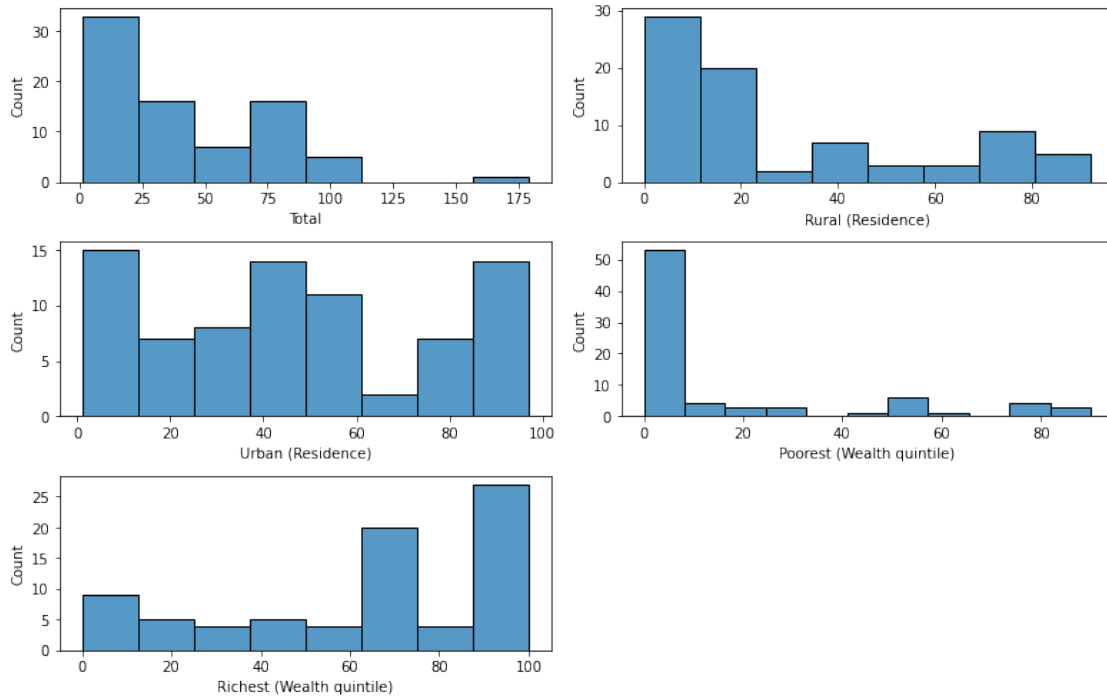 Count
30
20
10
0
0 25 50 75 100 125 150 175
Total
Count
30
20
10
0
0 20 40 60 80
Rural (Residence)
Count
15
10
5
0
0 20 40 60 80 100
Urban (Residence)
Count
50
40
30
20
10
0
0 20 40 60 80
Poorest (Wealth quintile)
Count
25
20
15
10
5
0
0 20 40 60 80 100
Richest (Wealth quintile)